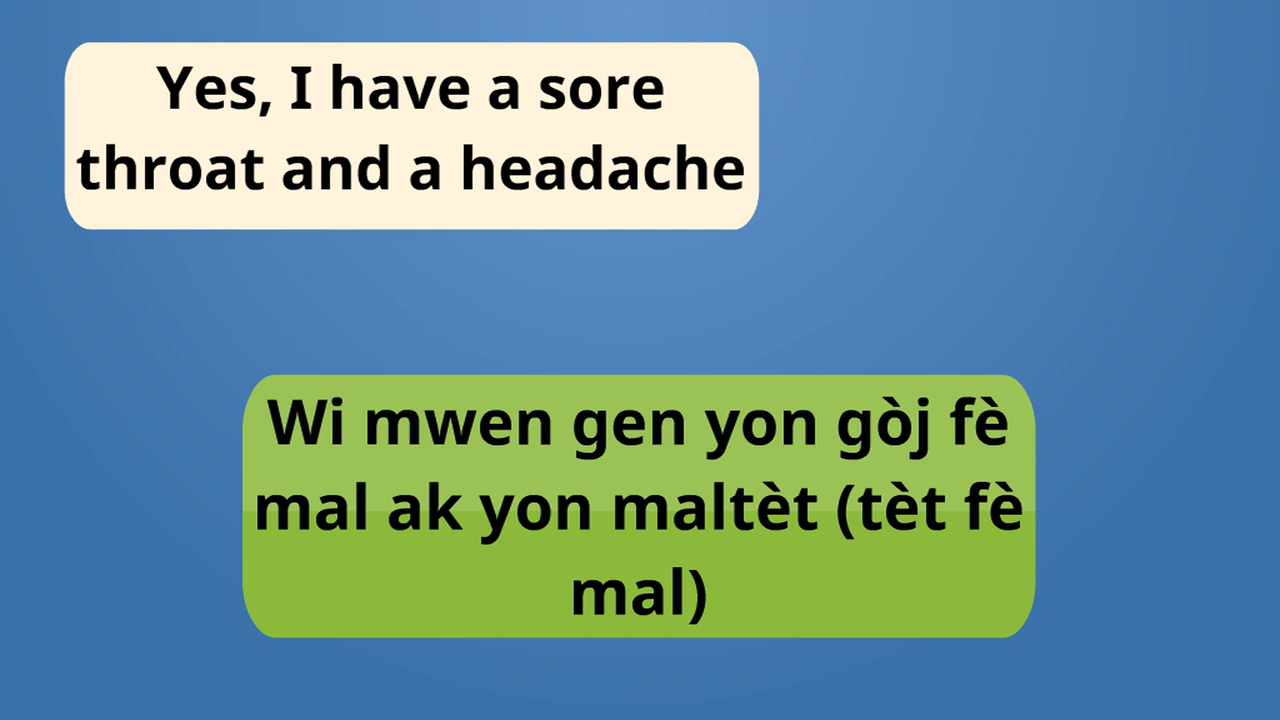 Yes, I have a sore
throat and a headache
Wi mwen gen yon gòj fè
mal ak yon maltèt (tèt fè
mal)